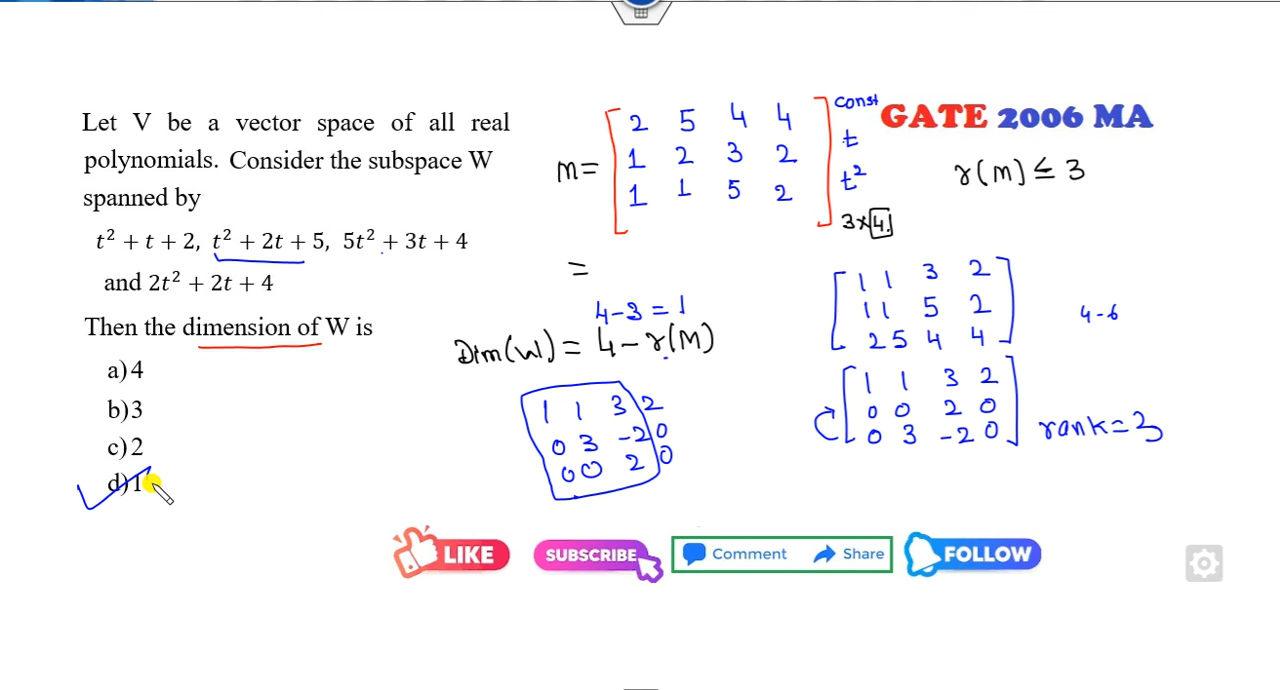 Let V be a vector space of all real
polynomials. Consider the subspace W
spanned by
t² + t + 2, t² + 2t + 5, 5t² + 3t + 4
and 2t² + 2t + 4
Then the dimension of W is
a)4
b)3
c)2
d)1
m=
2 5 4 4 const
1 2 3 2 t
1 1 5 2 t²
3×4
=
GATE 2006 MA
r(m) ≤ 3
4-3=1
Dim(W) = 4 - r(M)
1 1 3 2
0 3 -2 0
0 0 2 0
1 1 3 2
1 1 5 2
2 5 4 4
4-6
1 1 3 2
0 0 2 0
0 3 -2 0
rank=3
LIKE
SUBSCRIBE
Comment
Share
FOLLOW